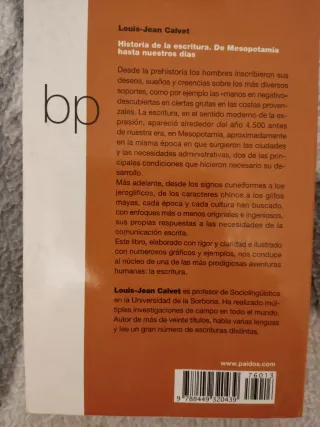 Louis-Jean Calvet
Historia de la escritura. De Mesopotamia
hasta nuestros días
bp
Desde la prehistoria los hombres inscribieron sus
deseos, sueños y creencias sobre los más diversos
soportes, como por ejemplo las «manos en negativo»
descubiertas en ciertas grutas en las costas proven-
zales. La escritura, en el sentido moderno de la ex-
presión, apareció alrededor del año 4.500 antes
de nuestra era, en Mesopotamia, aproximadamente
en la misma época en que surgieron las ciudades
y las necesidades administrativas, dos de las prin-
cipales condiciones que hicieron necesario su de-
sarrollo.
Más adelante, desde los signos cuneiformes a los
jeroglíficos, de los caracteres chinos a los glifos
mayas, cada época y cada cultura han buscado,
con enfoques más o menos originales e ingeniosos,
sus propias respuestas a las necesidades de la
comunicación escrita.
Este libro, elaborado con rigor y claridad e ilustrado
con numerosos gráficos y ejemplos, nos conduce
al núcleo de una de las más prodigiosas aventuras
humanas: la escritura.
Louis-Jean Calvet es profesor de Sociolingüística
en la Universidad de la Sorbona. Ha realizado múl-
tiples investigaciones de campo en todo el mundo.
Autor de más de veinte títulos, habla varias lenguas
y lee un gran número de escrituras distintas.
www.paidos.com
76013
9 788449 320439